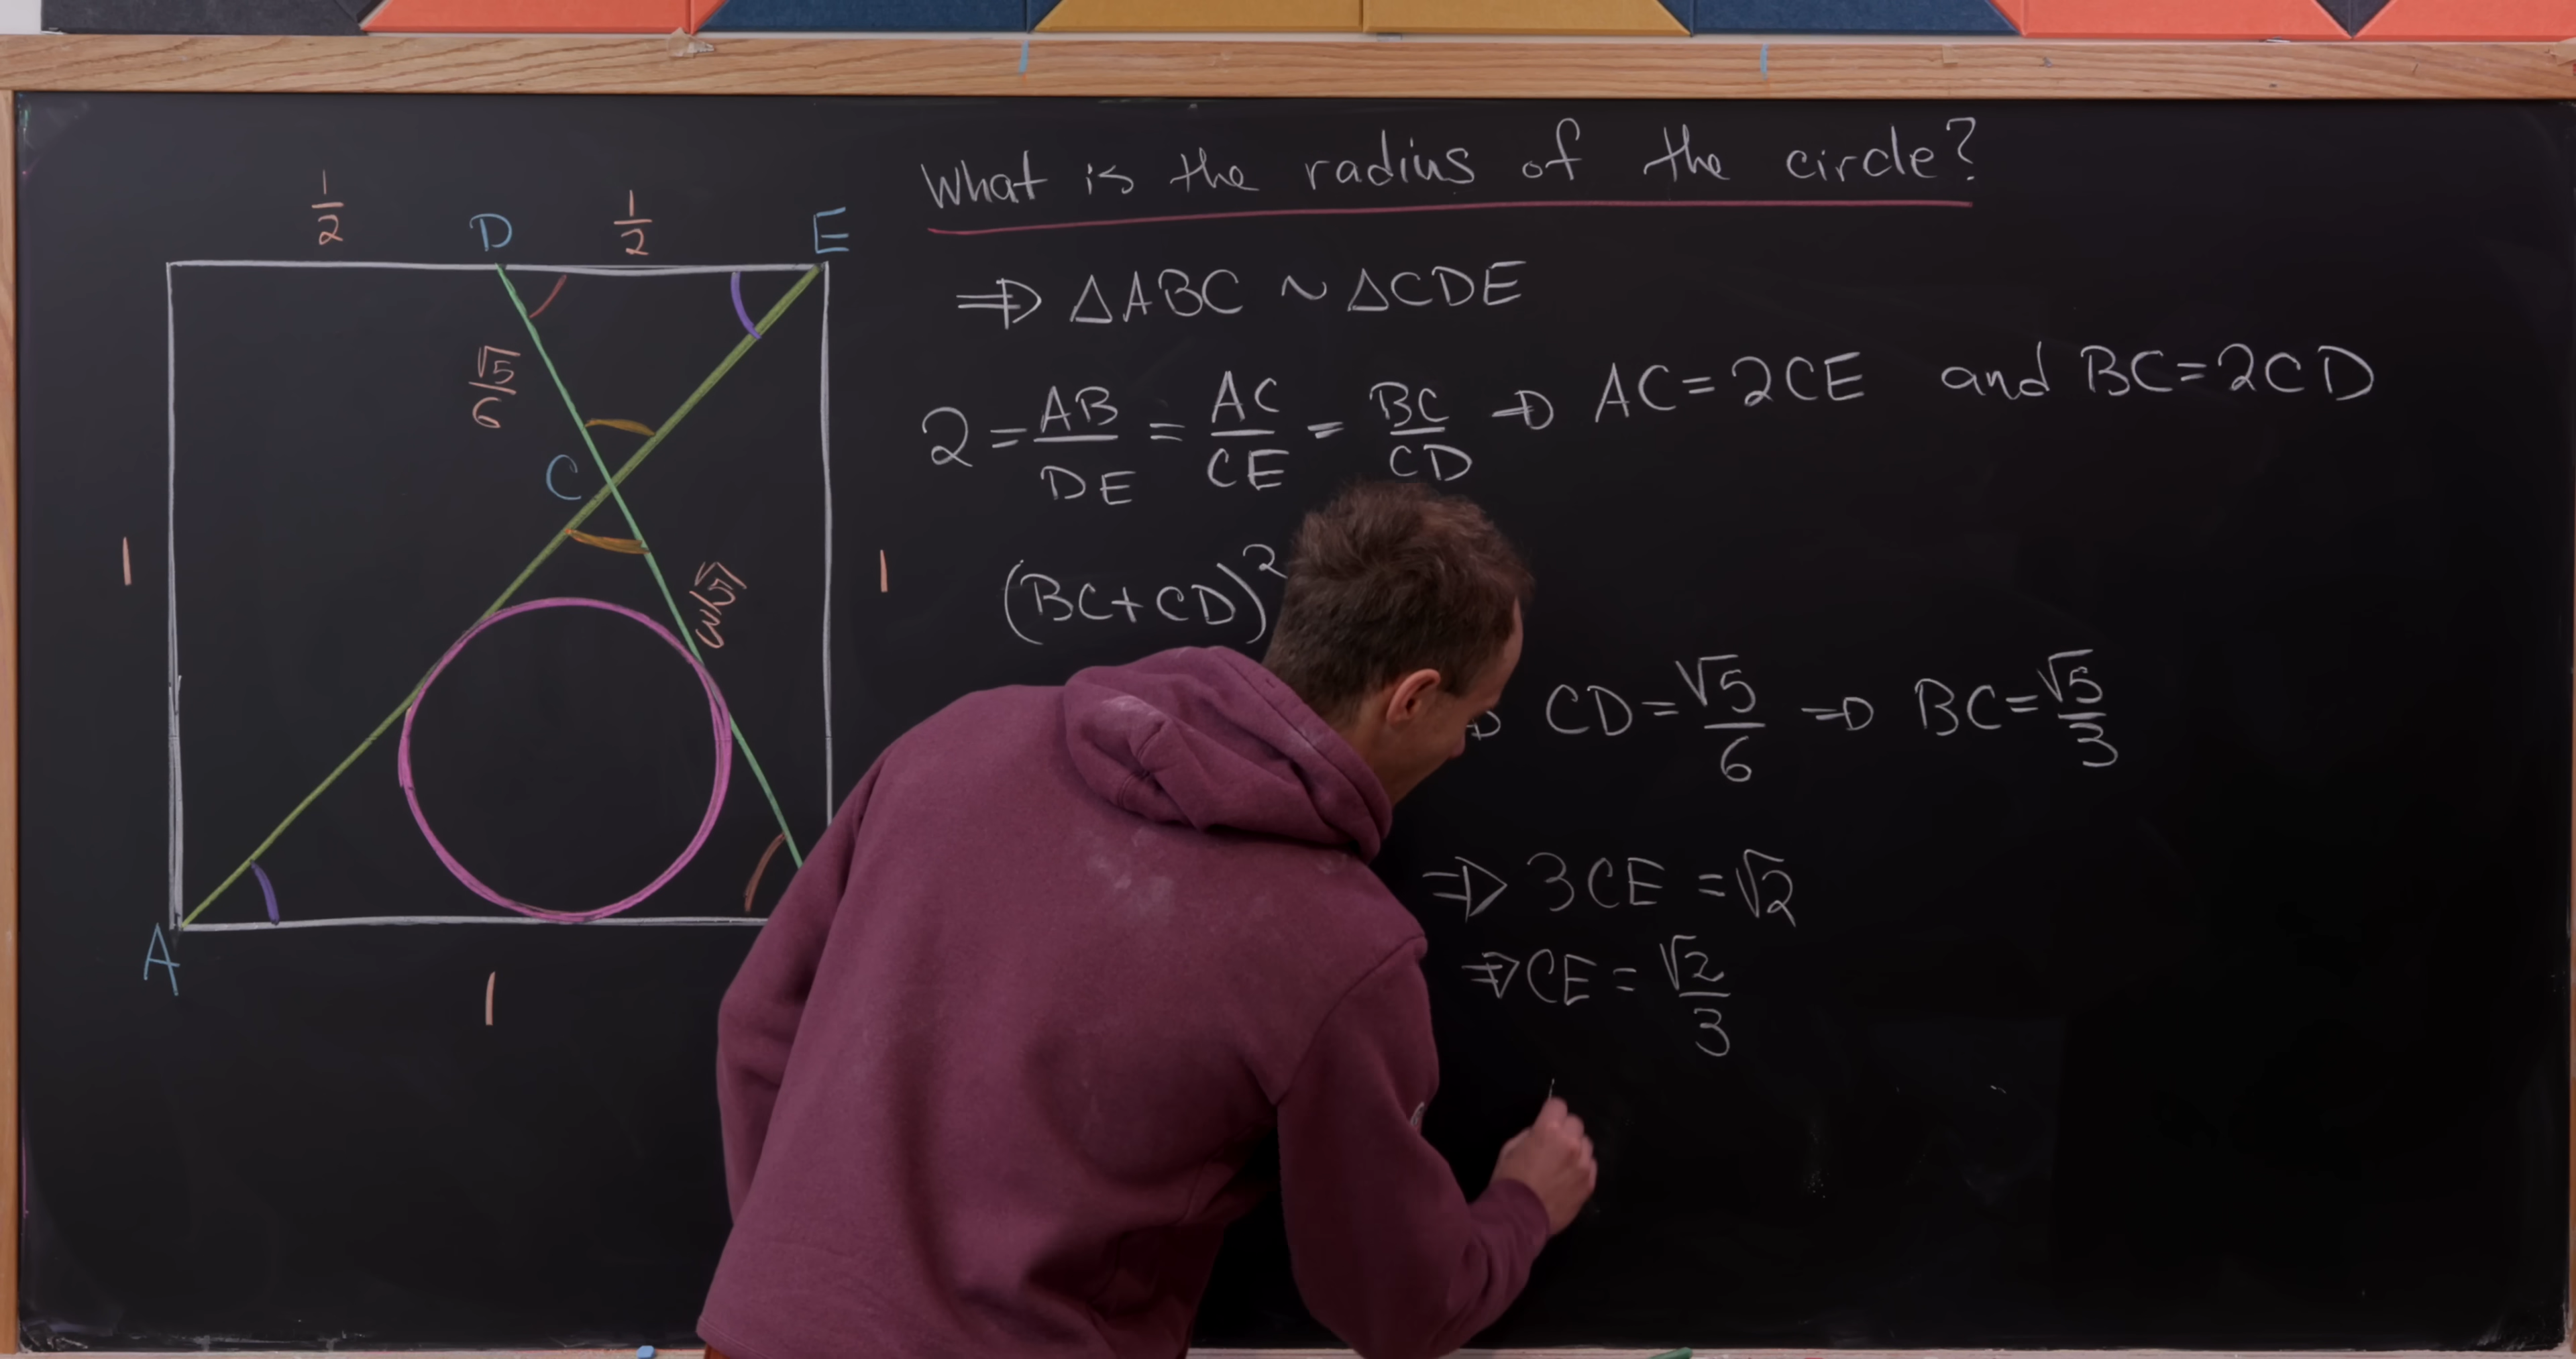 What is the radius of the circle?
1/2 D 1/2 E
⇒ △ABC ~ △CDE
√5/6
2 = AB/DE = AC/CE = BC/CD ⇒ AC = 2CE and BC = 2CD
C
1
1
√5/3
(BC+CD)²
CD = √5/6 ⇒ BC = √5/3
⇒ 3CE = √2
A
⇒ CE = √2/3
1